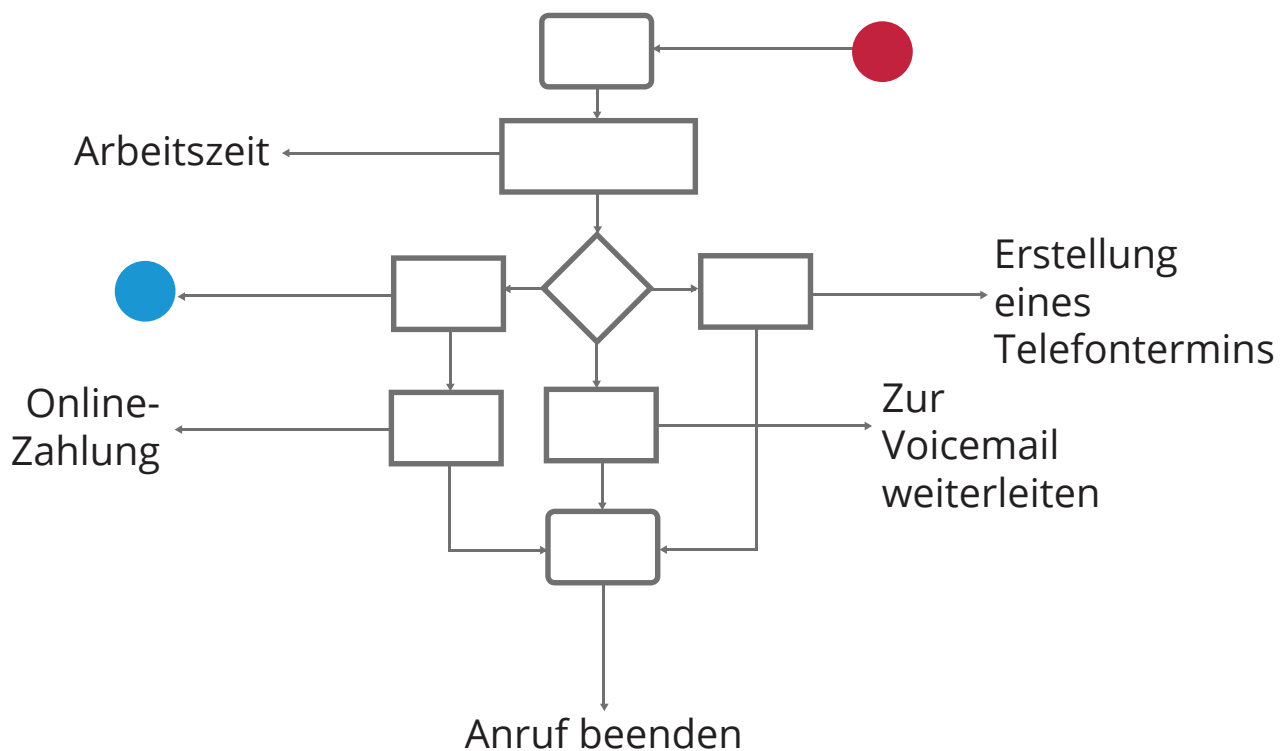 Arbeitszeit
Erstellung
eines
Telefontermins
Online-
Zahlung
Zur
Voicemail
weiterleiten
Anruf beenden